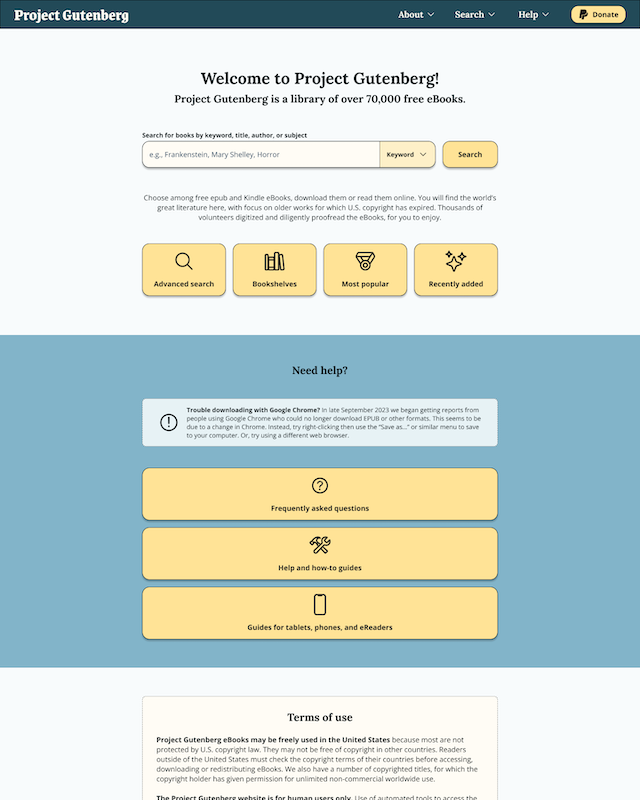 Project Gutenberg
About
Search
Help
Donate
Welcome to Project Gutenberg!
Project Gutenberg is a library of over 70,000 free eBooks.
Search for books by keyword, title, author, or subject
e.g., Frankenstein, Mary Shelley, Horror
Keyword
Search
Choose among free epub and Kindle eBooks, download them or read them online. You will find the world's
great literature here, with focus on older works for which U.S. copyright has expired. Thousands of
volunteers digitized and diligently proofread the eBooks, for you to enjoy.
Advanced search
Bookshelves
Most popular
Recently added
Need help?
Trouble downloading with Google Chrome? In late September 2023 we began getting reports from
people using Google Chrome who could no longer download EPUB or other formats. This seems to be
due to a change in Chrome. Instead, try right-clicking then use the "Save as..." or similar menu to save
to your computer. Or, try using a different web browser.
Frequently asked questions
Help and how-to guides
Guides for tablets, phones, and eReaders
Terms of use
Project Gutenberg eBooks may be freely used in the United States because most are not
protected by U.S. copyright law. They may not be free of copyright in other countries. Readers
outside of the United States must check the copyright terms of their countries before accessing,
downloading or redistributing eBooks. We also have a number of copyrighted titles, for which the
copyright holder has given permission for unlimited non-commercial worldwide use.
The Project Gutenberg website is for human users only. Use of automated tools to access the